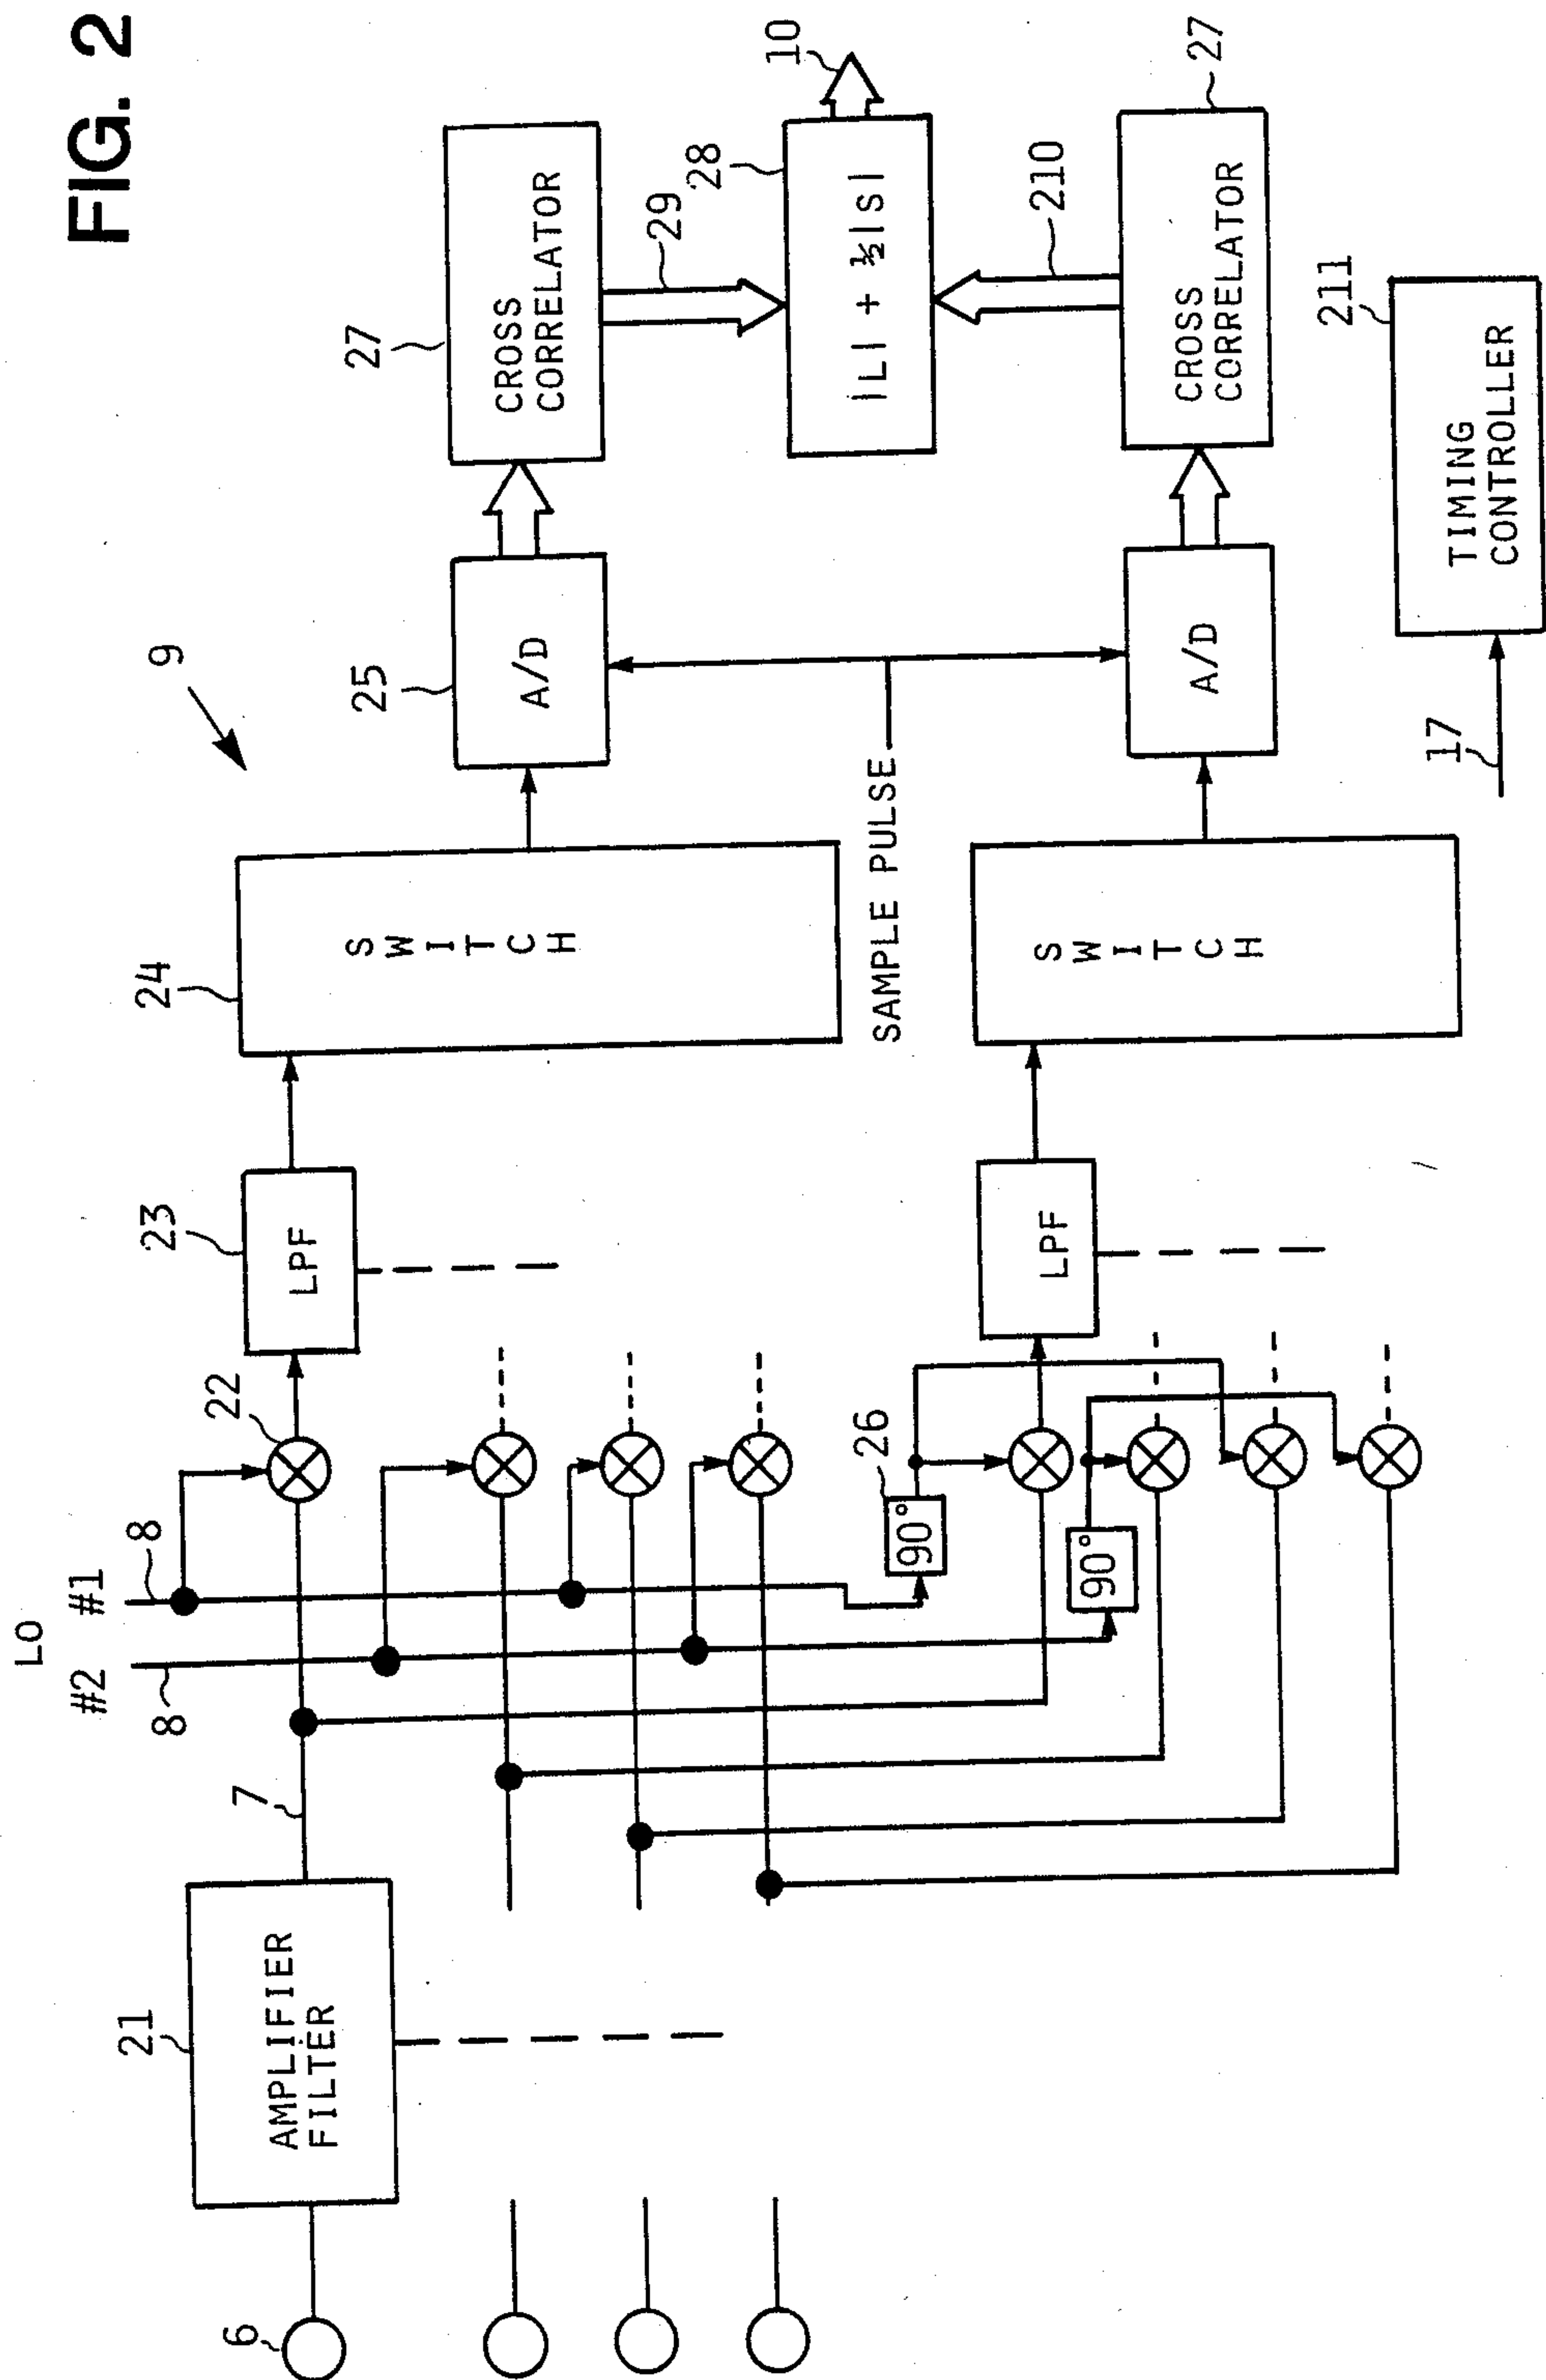 FIG. 2
LO
#2 #1
8
8
6
21
AMPLIFIER
FILTER
7
22
23
LPF
24
SWITCH
9
25
A/D
27
CROSS
CORRELATOR
29
28
|L| + ½|S|
10
SAMPLE PULSE
26
90°
90°
LPF
SWITCH
A/D
210
CROSS
CORRELATOR
27
17
211
TIMING
CONTROLLER